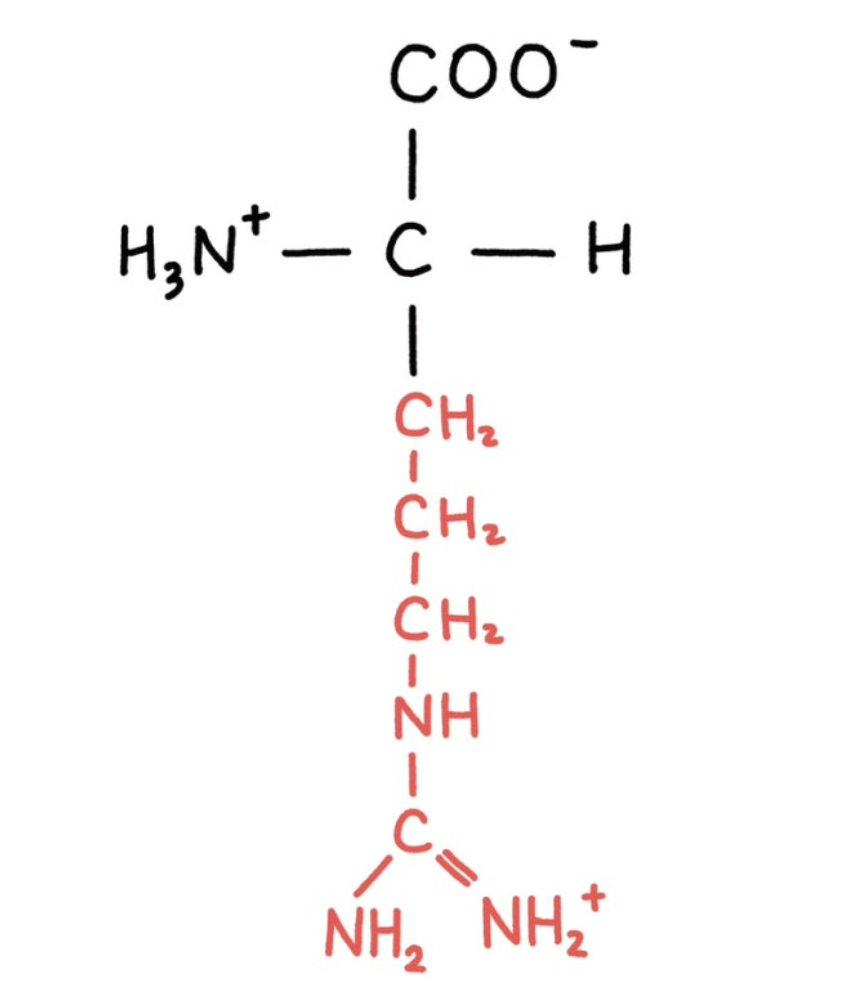 COO⁻
H₃N⁺ — C — H
CH₂
CH₂
CH₂
NH
C
NH₂ NH₂⁺